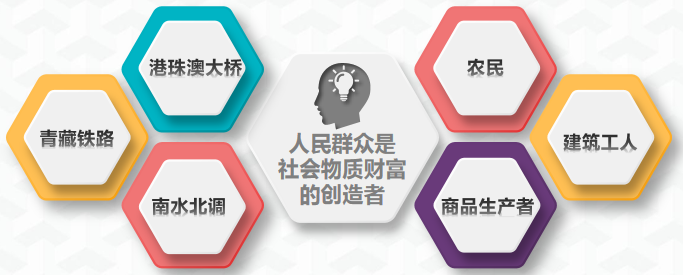 港珠澳大桥
青藏铁路
南水北调
人民群众是
社会物质财富
的创造者
农民
建筑工人
商品生产者